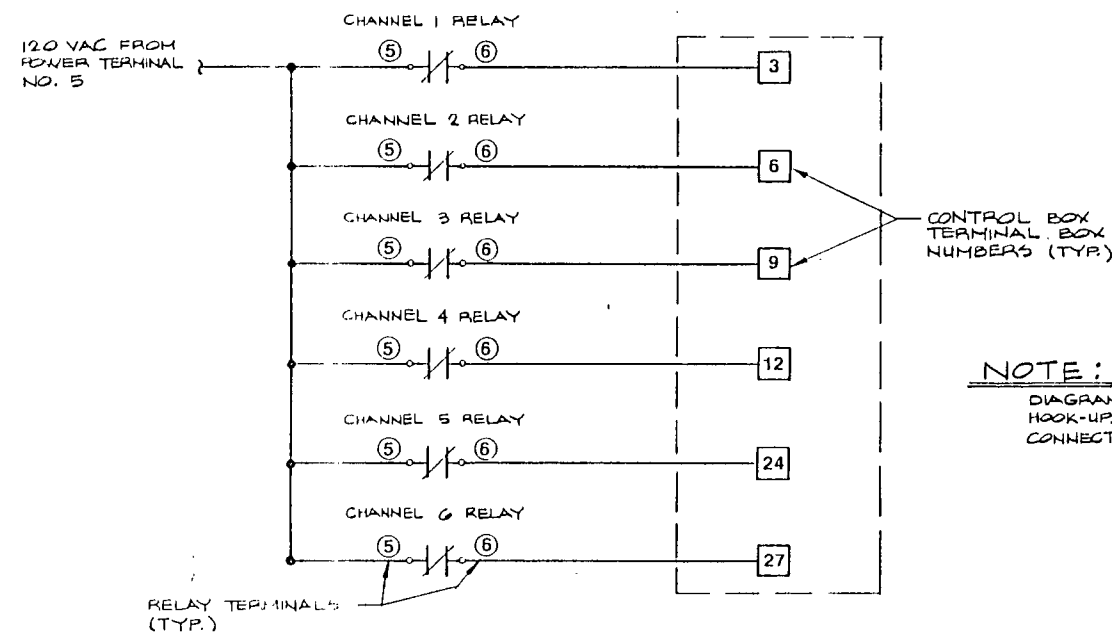 120 VAC FROM
POWER TERMINAL
NO. 5
CHANNEL 1 RELAY
5 6
3
CHANNEL 2 RELAY
5 6
6
CHANNEL 3 RELAY
5 6
9
CONTROL BOX
TERMINAL BOX
NUMBERS (TYP.)
CHANNEL 4 RELAY
5 6
12
NOTE:
HOOK-UP
CONNECT
CHANNEL 5 RELAY
5 6
24
CHANNEL 6 RELAY
5 6
27
RELAY TERMINALS
(TYP.)